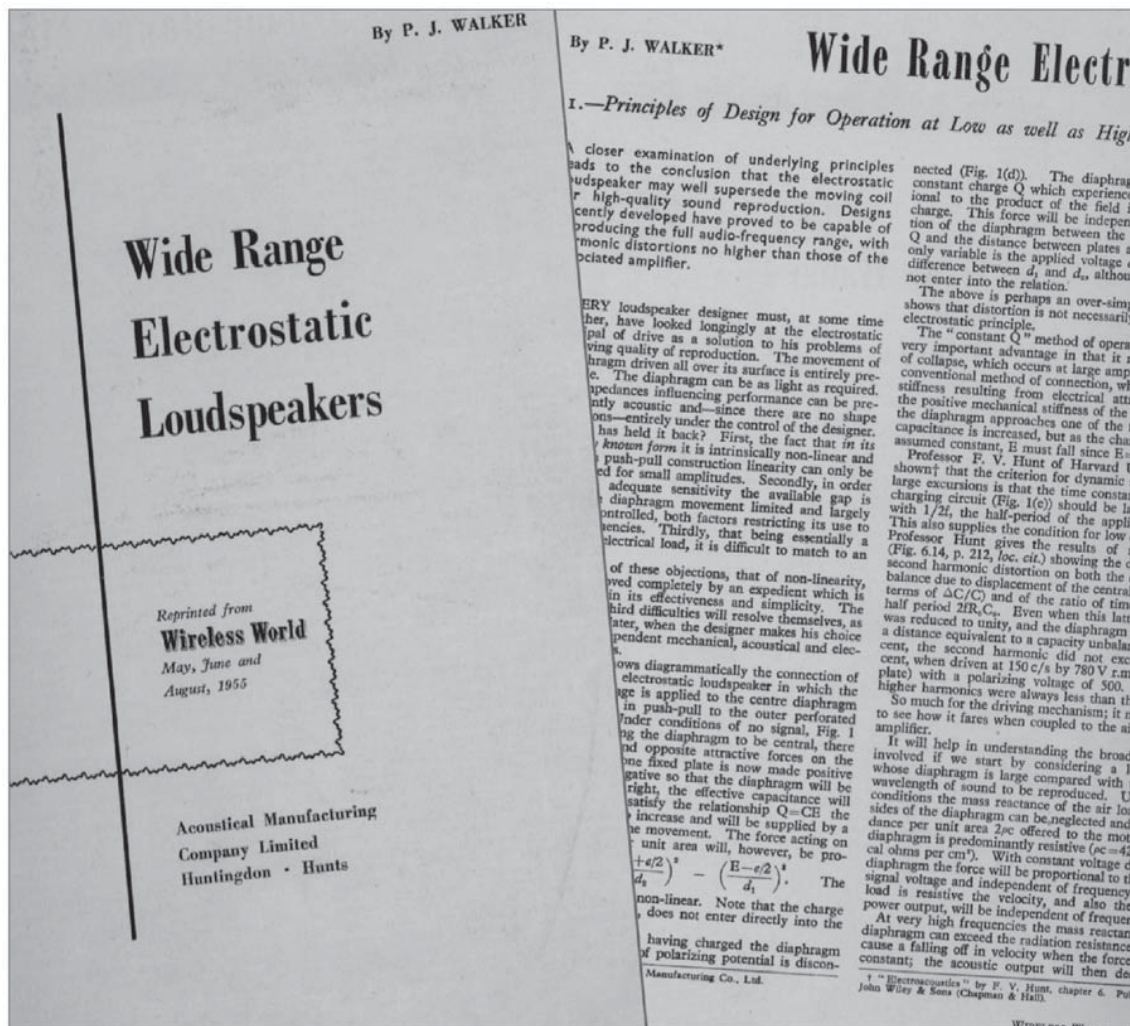 By P. J. WALKER
Wide Range
Electrostatic
Loudspeakers
Reprinted from
Wireless World
May, June and
August, 1955
Acoustical Manufacturing
Company Limited
Huntingdon · Hunts
By P. J. WALKER*
Wide Range Electr
1.—Principles of Design for Operation at Low as well as High
A closer examination of underlying principles
eads to the conclusion that the electrostatic
oudspeaker may well supersede the moving coil
r high-quality sound reproduction. Designs
cently developed have proved to be capable of
producing the full audio-frequency range, with
rmonic distortions no higher than those of the
ociated amplifier.
ERY loudspeaker designer must, at some time
her, have looked longingly at the electrostatic
ipal of drive as a solution to his problems of
ving quality of reproduction. The movement of
hragm driven all over its surface is entirely pre-
e. The diaphragm can be as light as required.
mpedances influencing performance can be pre-
ntly acoustic and—since there are no shape
ons—entirely under the control of the designer.
has held it back? First, the fact that in its
known form it is intrinsically non-linear and
push-pull construction linearity can only be
ed for small amplitudes. Secondly, in order
adequate sensitivity the available gap is
diaphragm movement limited and largely
ontrolled, both factors restricting its use to
encies. Thirdly, that being essentially a
electrical load, it is difficult to match to an
of these objections, that of non-linearity,
oved completely by an expedient which is
in its effectiveness and simplicity. The
hird difficulties will resolve themselves, as
ater, when the designer makes his choice
pendent mechanical, acoustical and elec-
s.
ows diagrammatically the connection of
electrostatic loudspeaker in which the
age is applied to the centre diaphragm
in push-pull to the outer perforated
Under conditions of no signal, Fig. 1
ng the diaphragm to be central, there
nd opposite attractive forces on the
one fixed plate is now made positive
gative so that the diaphragm will be
right, the effective capacitance will
satisfy the relationship Q=CE the
increase and will be supplied by a
e movement. The force acting on
unit area will, however, be pro-
+e/2 / d₂)² − (E−e/2 / d₁)². The
non-linear. Note that the charge
, does not enter directly into the
having charged the diaphragm
of polarizing potential is discon-
Manufacturing Co., Ltd.
nected (Fig. 1(d)). The diaphrag
constant charge Q which experience
ional to the product of the field i
charge. This force will be indepen
tion of the diaphragm between the
Q and the distance between plates a
only variable is the applied voltage
difference between d₁ and d₂, althou
not enter into the relation.
The above is perhaps an over-simp
shows that distortion is not necessarily
electrostatic principle.
The "constant Q" method of opera
very important advantage in that it
of collapse, which occurs at large amp
conventional method of connection, wh
stiffness resulting from electrical attr
the positive mechanical stiffness of the
the diaphragm approaches one of the
capacitance is increased, but as the cha
assumed constant, E must fall since E=
Professor F. V. Hunt of Harvard U
shown† that the criterion for dynamic
large excursions is that the time constan
charging circuit (Fig. 1(e)) should be la
with 1/2f, the half-period of the applie
This also supplies the condition for low
Professor Hunt gives the results of
(Fig. 6.14, p. 212, loc. cit.) showing the
second harmonic distortion on both the
balance due to displacement of the central
terms of ΔC/C) and of the ratio of tim
half period 2fR C . Even when this latt
was reduced to unity, and the diaphragm
a distance equivalent to a capacity unbalan
cent, the second harmonic did not exc
cent, when driven at 150 c/s by 780 V r.m
plate) with a polarizing voltage of 500.
higher harmonics were always less than th
So much for the driving mechanism; it
to see how it fares when coupled to the ai
amplifier.
It will help in understanding the broad
involved if we start by considering a l
whose diaphragm is large compared with
wavelength of sound to be reproduced. U
conditions the mass reactance of the air loa
sides of the diaphragm can be neglected and
dance per unit area 2ρc offered to the mot
diaphragm is predominantly resistive (ρc=42
cal ohms per cm²). With constant voltage
diaphragm the force will be proportional to th
signal voltage and independent of frequency
load is resistive the velocity, and also the
power output, will be independent of frequen
At very high frequencies the mass reactan
diaphragm can exceed the radiation resistance
cause a falling off in velocity when the force
constant; the acoustic output will then de
† "Electroacoustics" by F. V. Hunt, chapter 6. Pu
John Wiley & Sons (Chapman & Hall).